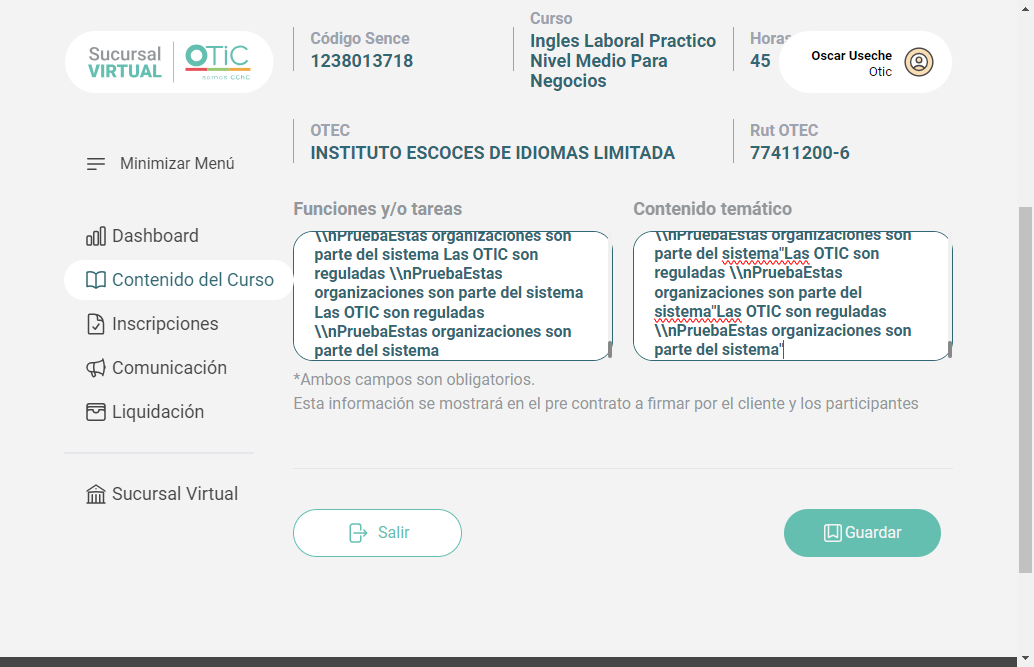 Sucursal
VIRTUAL
OTiC
somos CChC
Código Sence
1238013718
Curso
Ingles Laboral Practico
Nivel Medio Para
Negocios
Horas
45
Oscar Useche
Otic
OTEC
INSTITUTO ESCOCES DE IDIOMAS LIMITADA
Rut OTEC
77411200-6
Minimizar Menú
Dashboard
Contenido del Curso
Inscripciones
Comunicación
Liquidación
Sucursal Virtual
Funciones y/o tareas
\\nPruebaEstas organizaciones son
parte del sistema Las OTIC son
reguladas \\nPruebaEstas
organizaciones son parte del sistema
Las OTIC son reguladas
\\nPruebaEstas organizaciones son
parte del sistema
Contenido temático
\\nPruebaEstas organizaciones son
parte del sistema"Las OTIC son
reguladas \\nPruebaEstas
organizaciones son parte del
sistema"Las OTIC son reguladas
\\nPruebaEstas organizaciones son
parte del sistema"
*Ambos campos son obligatorios.
Esta información se mostrará en el pre contrato a firmar por el cliente y los participantes
Salir
Guardar